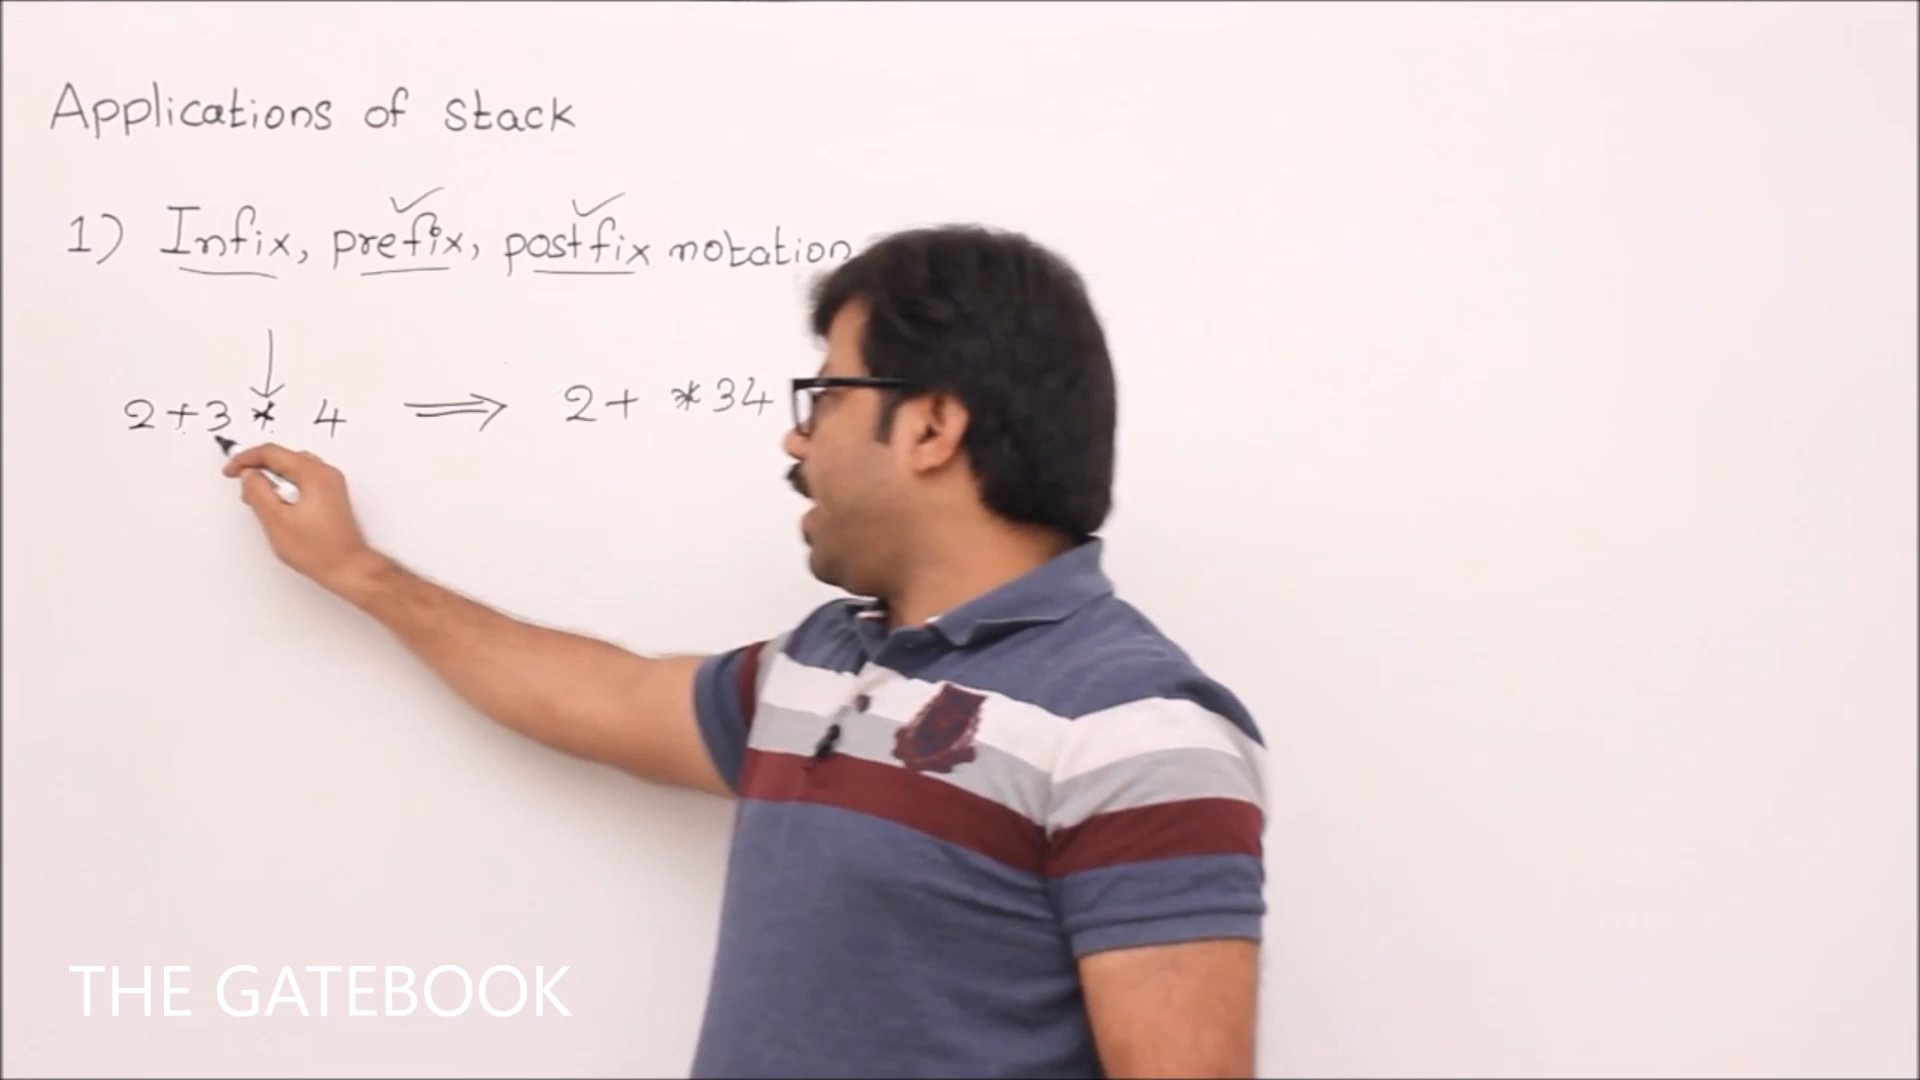 Applications of stack
1) Infix, prefix, postfix notation
2+3 * 4 ⟹ 2+ *34
THE GATEBOOK